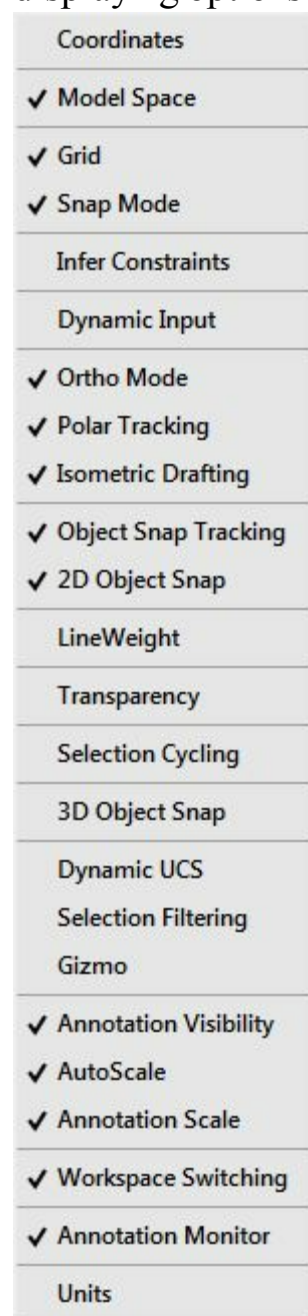 displaying options
Coordinates
✓ Model Space
✓ Grid
✓ Snap Mode
Infer Constraints
Dynamic Input
✓ Ortho Mode
✓ Polar Tracking
✓ Isometric Drafting
✓ Object Snap Tracking
✓ 2D Object Snap
LineWeight
Transparency
Selection Cycling
3D Object Snap
Dynamic UCS
Selection Filtering
Gizmo
✓ Annotation Visibility
✓ AutoScale
✓ Annotation Scale
✓ Workspace Switching
✓ Annotation Monitor
Units